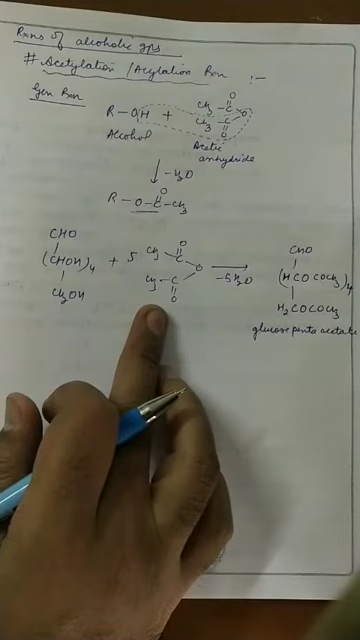 Rxns of alcoholic gps
# Acetylation / Acylation Rxn :-
Gen Rxn
R - OH + CH3 - C = O
O
CH3 - C = O
Alcohol Acetic anhydride
↓ - H2O
R - O - C - CH3
O
CHO
(CHOH)4
CH2OH
+ 5 CH3 - C = O
O
CH3 - C = O
→ - 5H2O
CHO
(HCOCOCH3)4
H2COCOCH3
glucose penta acetate